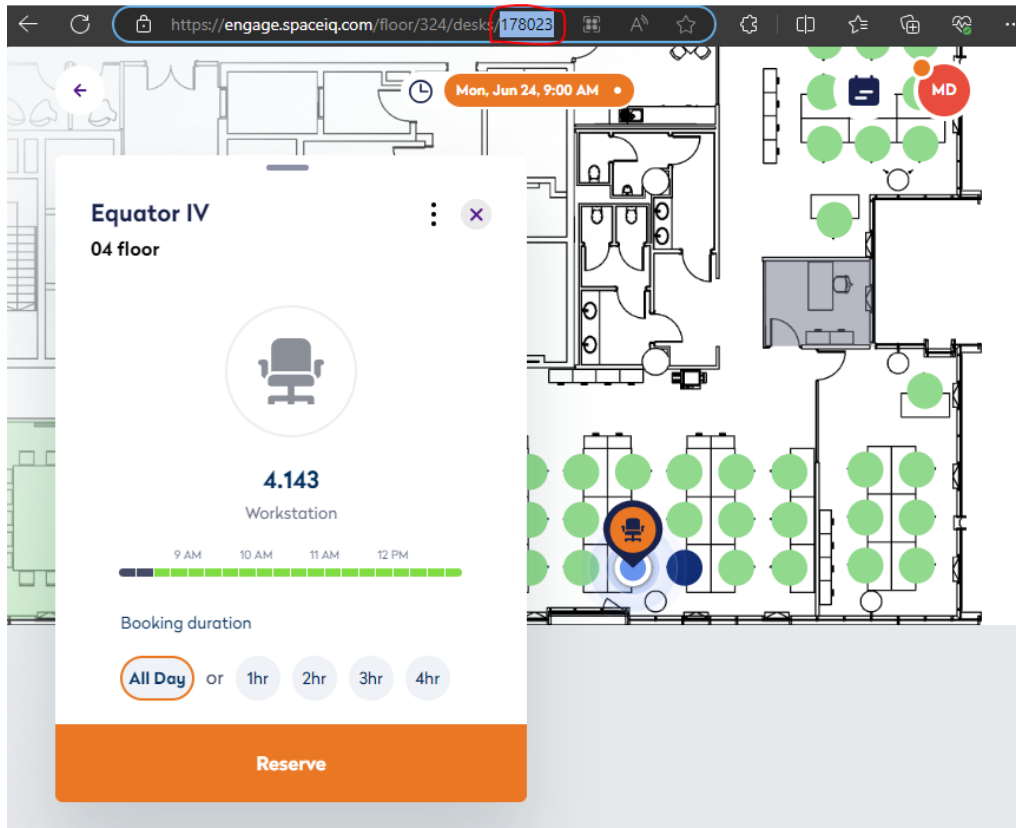 https://engage.spaceiq.com/floor/324/desks/178023
Mon, Jun 24, 9:00 AM
MD
Equator IV
04 floor
4.143
Workstation
9 AM 10 AM 11 AM 12 PM
Booking duration
All Day or 1hr 2hr 3hr 4hr
Reserve